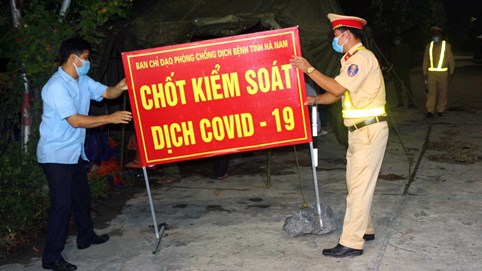 BAN CHỈ ĐẠO PHÒNG CHỐNG DỊCH BỆNH TỈNH HÀ NAM
CHỐT KIỂM SOÁT
DỊCH COVID - 19